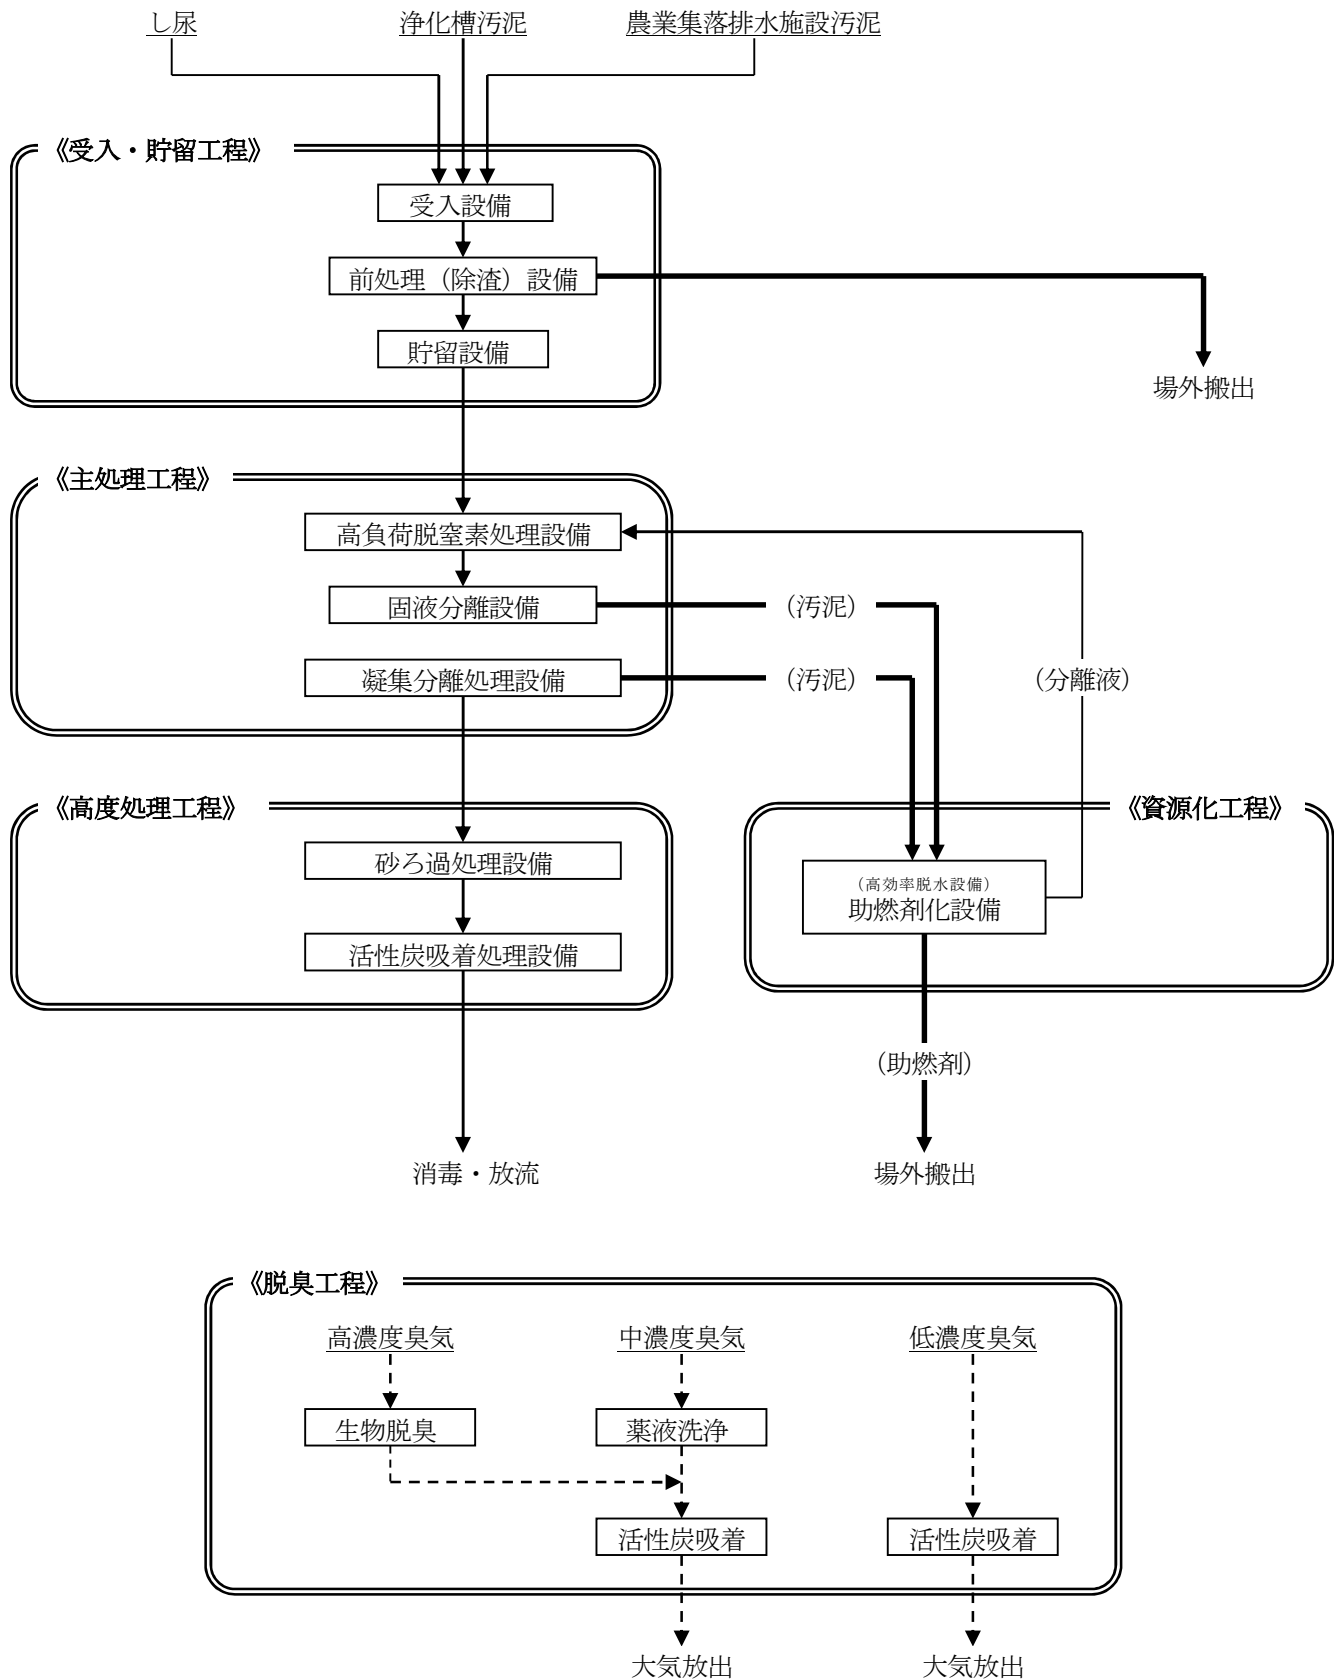 し尿
浄化槽汚泥
農業集落排水施設汚泥
《受入・貯留工程》
受入設備
前処理（除渣）設備
貯留設備
場外搬出
《主処理工程》
高負荷脱窒素処理設備
固液分離設備
（汚泥）
凝集分離処理設備
（汚泥）
（分離液）
《高度処理工程》
砂ろ過処理設備
活性炭吸着処理設備
《資源化工程》
（高効率脱水設備）
助燃剤化設備
（助燃剤）
消毒・放流
場外搬出
《脱臭工程》
高濃度臭気
中濃度臭気
低濃度臭気
生物脱臭
薬液洗浄
活性炭吸着
活性炭吸着
大気放出
大気放出